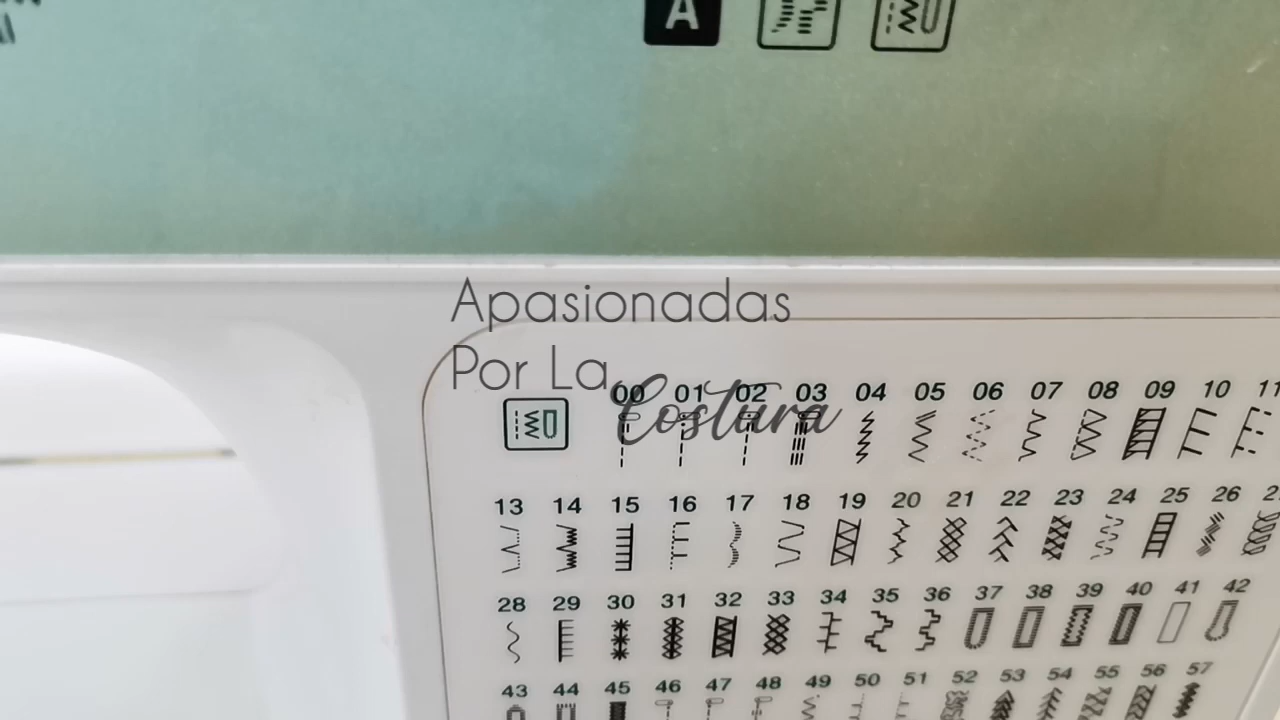 A
Apasionadas
Por La
Costura
00 01 02 03 04 05 06 07 08 09 10 11
13 14 15 16 17 18 19 20 21 22 23 24 25 26
28 29 30 31 32 33 34 35 36 37 38 39 40 41 42
43 44 45 46 47 48 49 50 51 52 53 54 55 56 57